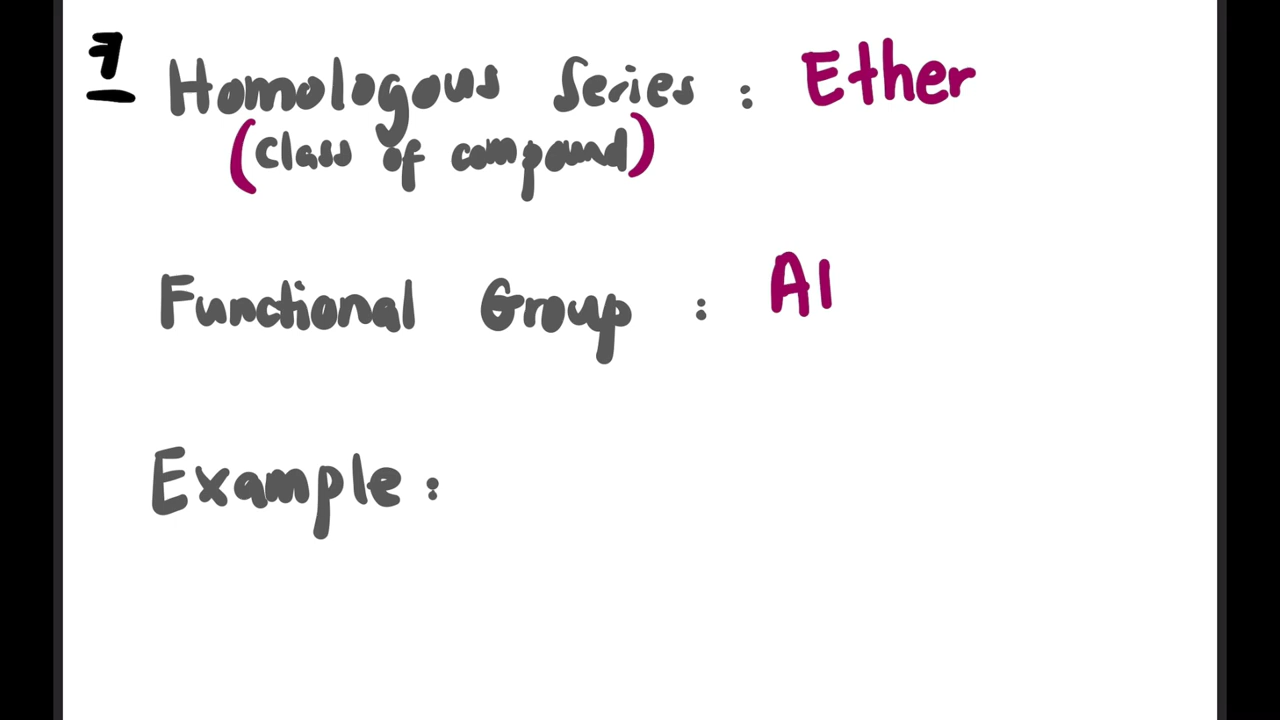 7 Homologous Series : Ether
(Class of compound)
Functional Group : Al
Example :